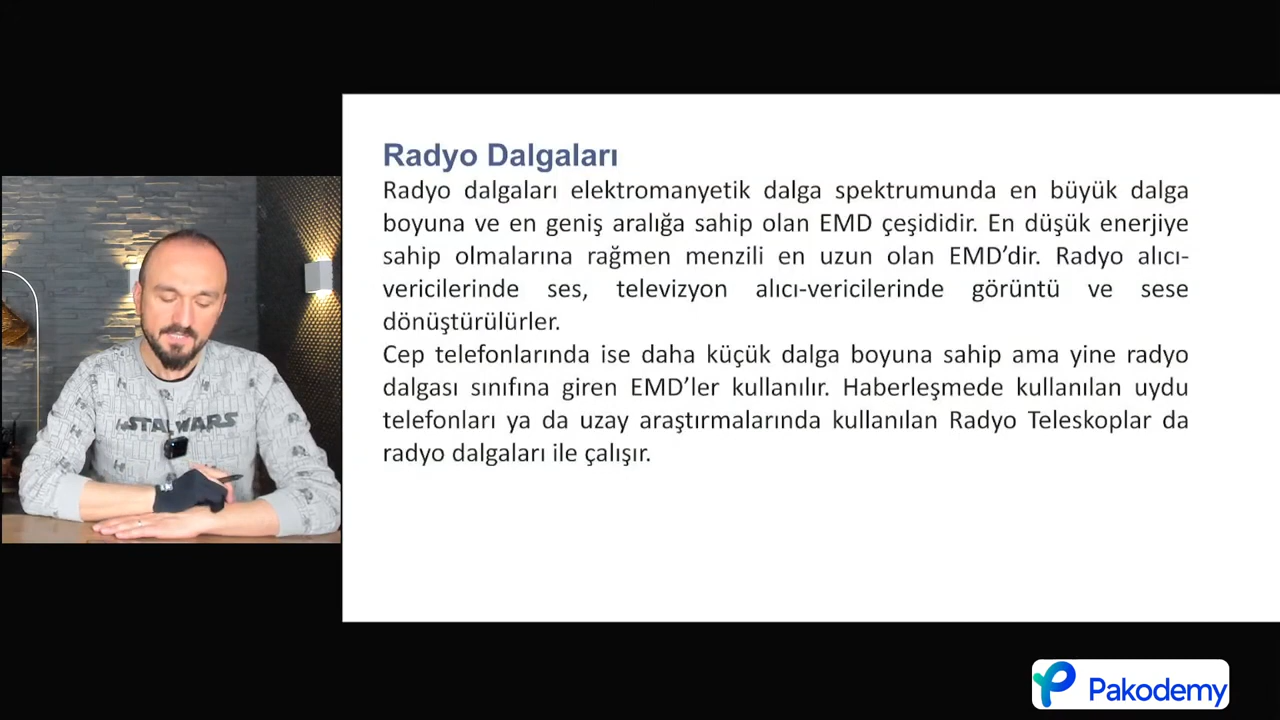 Radyo Dalgaları
Radyo dalgaları elektromanyetik dalga spektrumunda en büyük dalga
boyuna ve en geniş aralığa sahip olan EMD çeşididir. En düşük enerjiye
sahip olmalarına rağmen menzili en uzun olan EMD’dir. Radyo alıcı-
vericilerinde ses, televizyon alıcı-vericilerinde görüntü ve sese
dönüştürülürler.
Cep telefonlarında ise daha küçük dalga boyuna sahip ama yine radyo
dalgası sınıfına giren EMD’ler kullanılır. Haberleşmede kullanılan uydu
telefonları ya da uzay araştırmalarında kullanılan Radyo Teleskoplar da
radyo dalgaları ile çalışır.
STAR WARS
Pakodemy